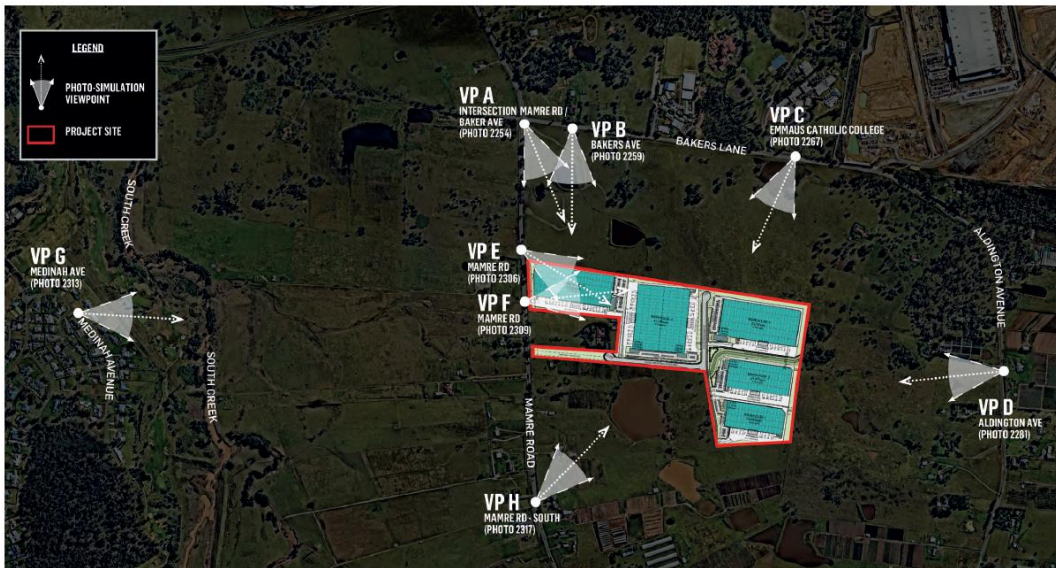 LEGEND
PHOTO-SIMULATION
VIEWPOINT
PROJECT SITE
VP A
INTERSECTION MAMRE RD /
BAKER AVE
(PHOTO 2254)
VP B
BAKERS AVE
(PHOTO 2259)
BAKERS LANE
VP C
EMMAUS CATHOLIC COLLEGE
(PHOTO 2267)
SOUTH CREEK
ALDINGTON AVENUE
VP G
MEDINAH AVE
(PHOTO 2313)
MEDINAH AVENUE
SOUTH CREEK
VP E
MAMRE RD
(PHOTO 2306)
VP F
MAMRE RD
(PHOTO 2309)
MAMRE ROAD
VP D
ALDINGTON AVE
(PHOTO 2281)
VP H
MAMRE RD - SOUTH
(PHOTO 2317)